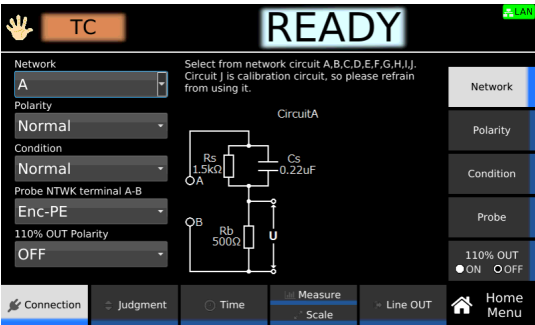 TC
READY
LAN
Network
A
Polarity
Normal
Condition
Normal
Probe NTWK terminal A-B
Enc-PE
110% OUT Polarity
OFF
Select from network circuit A,B,C,D,E,F,G,H,I,J.
Circuit J is calibration circuit, so please refrain
from using it.
CircuitA
Rs
1.5kΩ
Cs
0.22uF
A
B
Rb
500Ω
U
Network
Polarity
Condition
Probe
110% OUT
ON OFF
Connection
Judgment
Time
Measure
Scale
Line OUT
Home
Menu